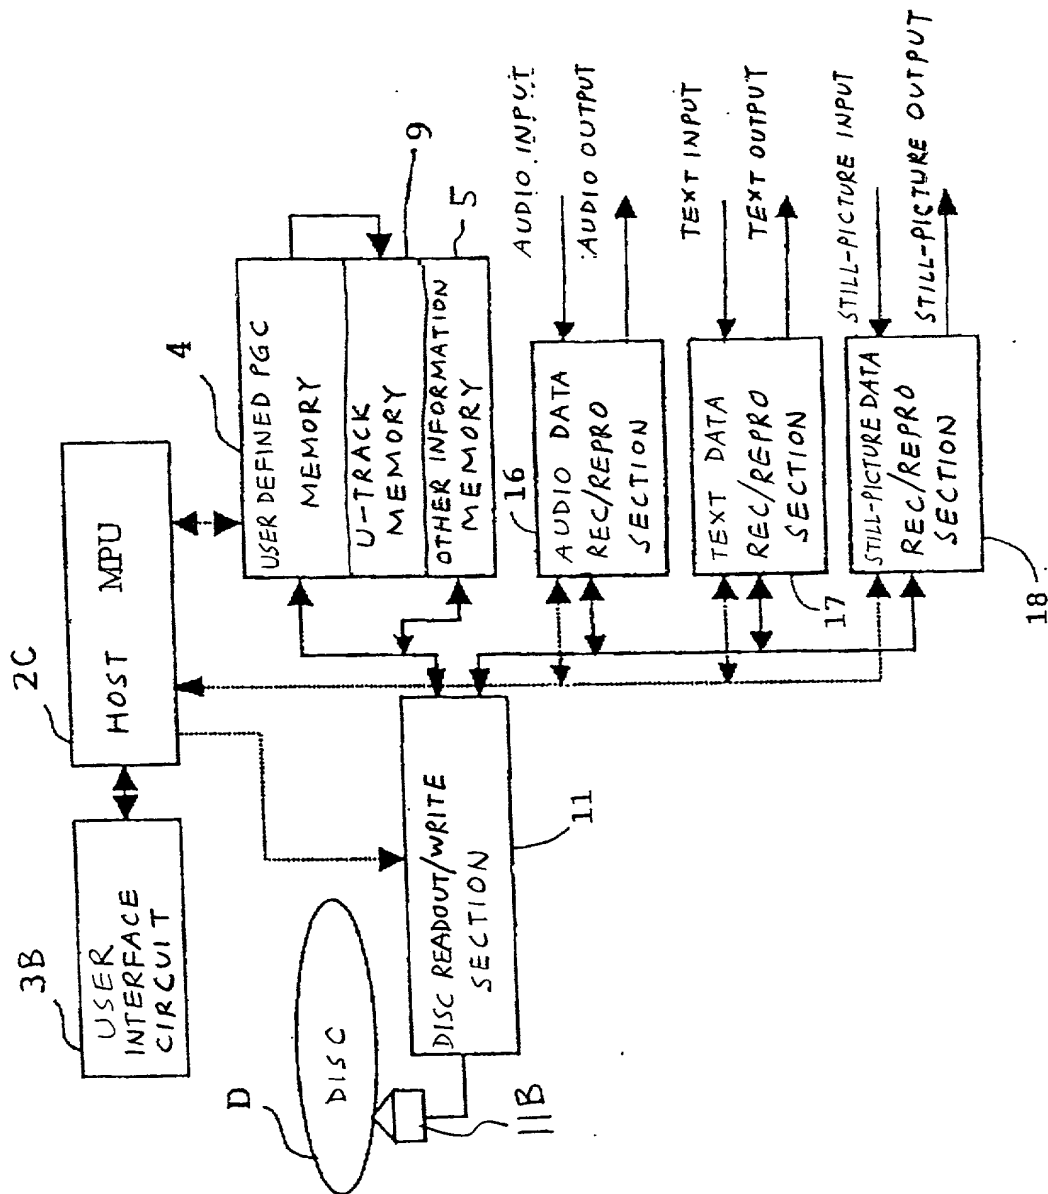 3B
USER
INTERFACE
CIRCUIT
2C
HOST MPU
4
USER DEFINED PGC
MEMORY
U-TRACK
MEMORY
OTHER INFORMATION
MEMORY
9
5
D
DISC
11B
DISC READOUT/WRITE
SECTION
11
16
AUDIO DATA
REC/REPRO
SECTION
AUDIO INPUT
AUDIO OUTPUT
17
TEXT DATA
REC/REPRO
SECTION
TEXT INPUT
TEXT OUTPUT
18
STILL-PICTURE DATA
REC/REPRO
SECTION
STILL-PICTURE INPUT
STILL-PICTURE OUTPUT